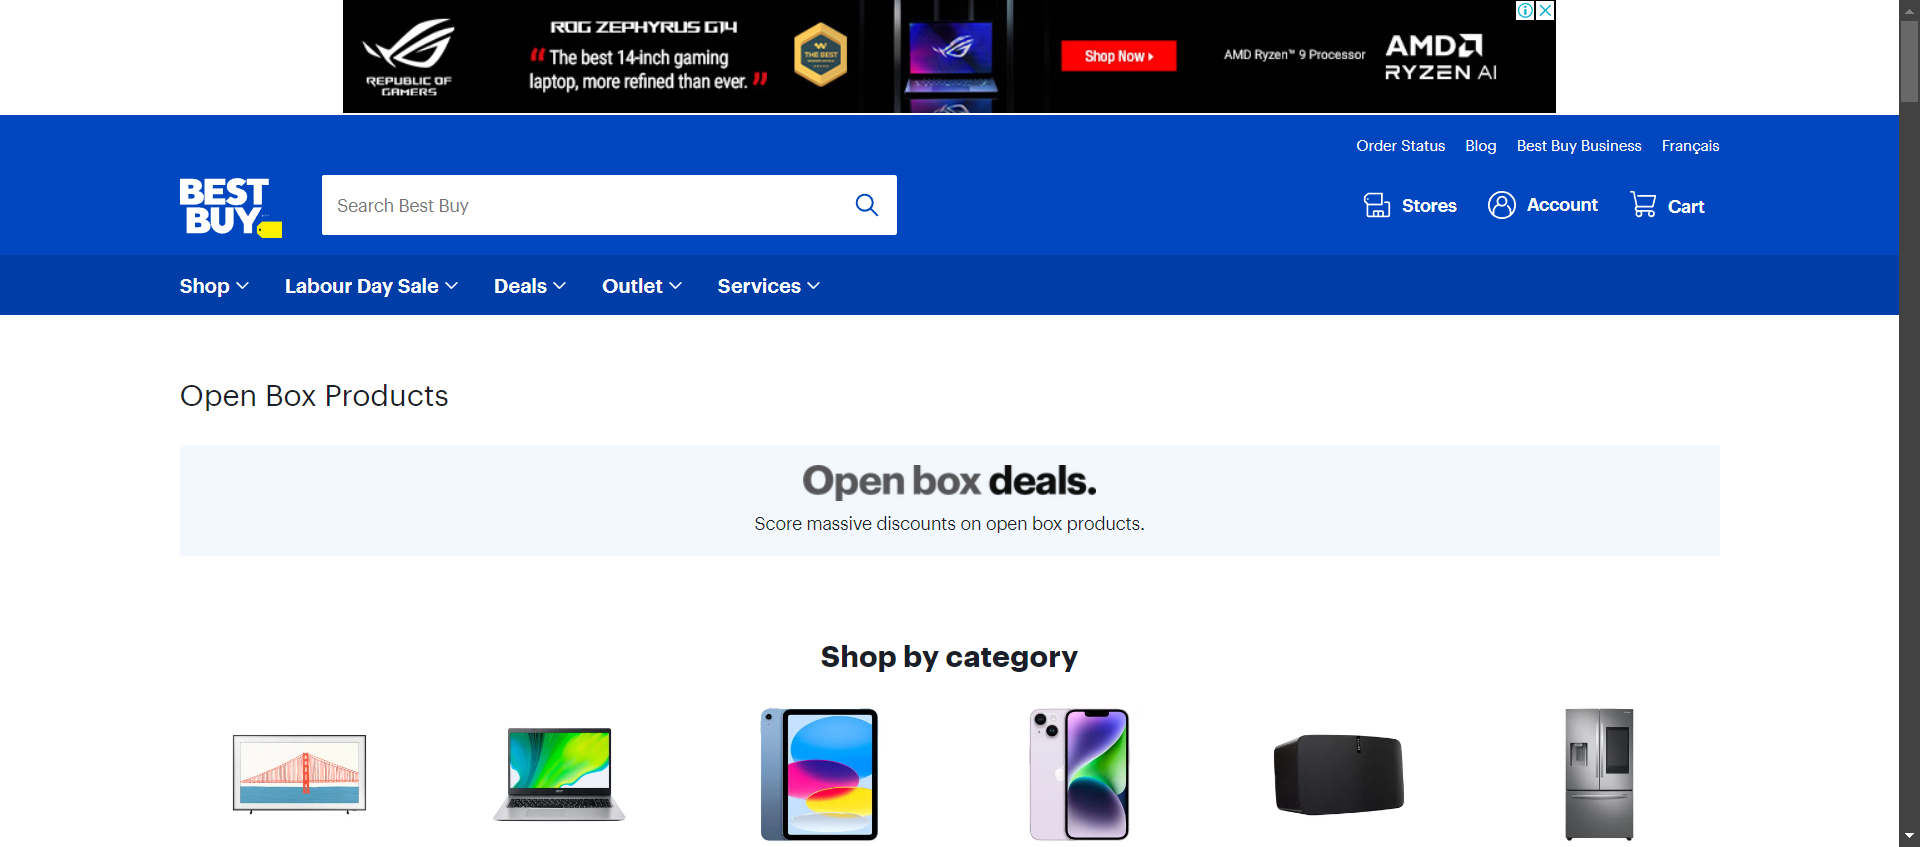 REPUBLIC OF
GAMERS
ROG ZEPHYRUS G14
"The best 14-inch gaming
laptop, more refined than ever."
THE BEST
Shop Now
AMD Ryzen™ 9 Processor
AMD
RYZEN AI
Order Status Blog Best Buy Business Français
BEST
BUY
Search Best Buy
Stores Account Cart
Shop Labour Day Sale Deals Outlet Services
Open Box Products
Open box deals.
Score massive discounts on open box products.
Shop by category